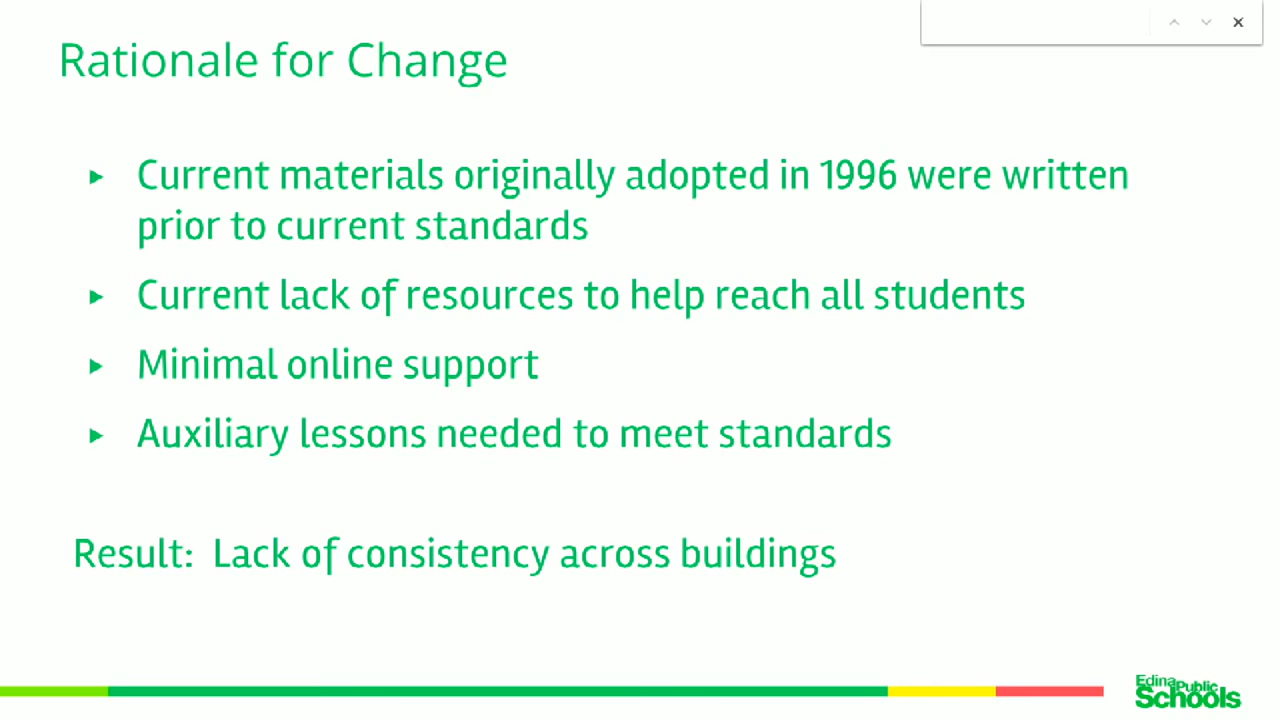 Rationale for Change
▸ Current materials originally adopted in 1996 were written
prior to current standards
▸ Current lack of resources to help reach all students
▸ Minimal online support
▸ Auxiliary lessons needed to meet standards
Result: Lack of consistency across buildings
Edina Public
Schools